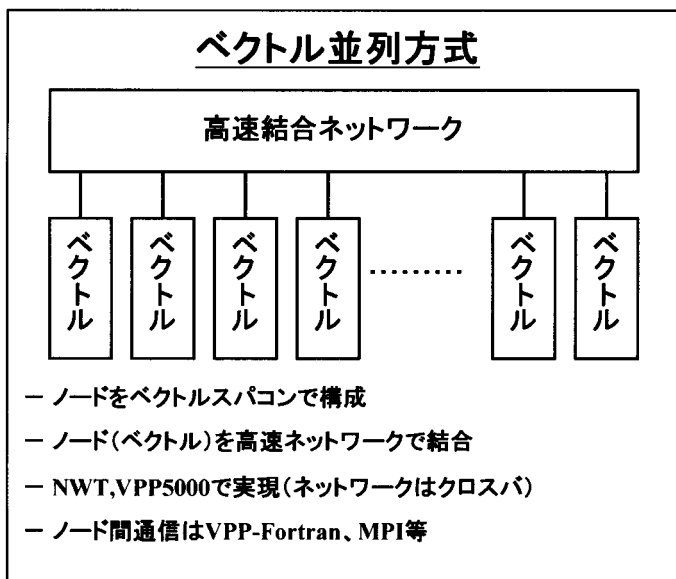 ベクトル並列方式
高速結合ネットワーク
ベクトル
ベクトル
ベクトル
ベクトル
………
ベクトル
ベクトル
－ ノードをベクトルスパコンで構成
－ ノード(ベクトル)を高速ネットワークで結合
－ NWT,VPP5000で実現(ネットワークはクロスバ)
－ ノード間通信はVPP-Fortran、MPI等